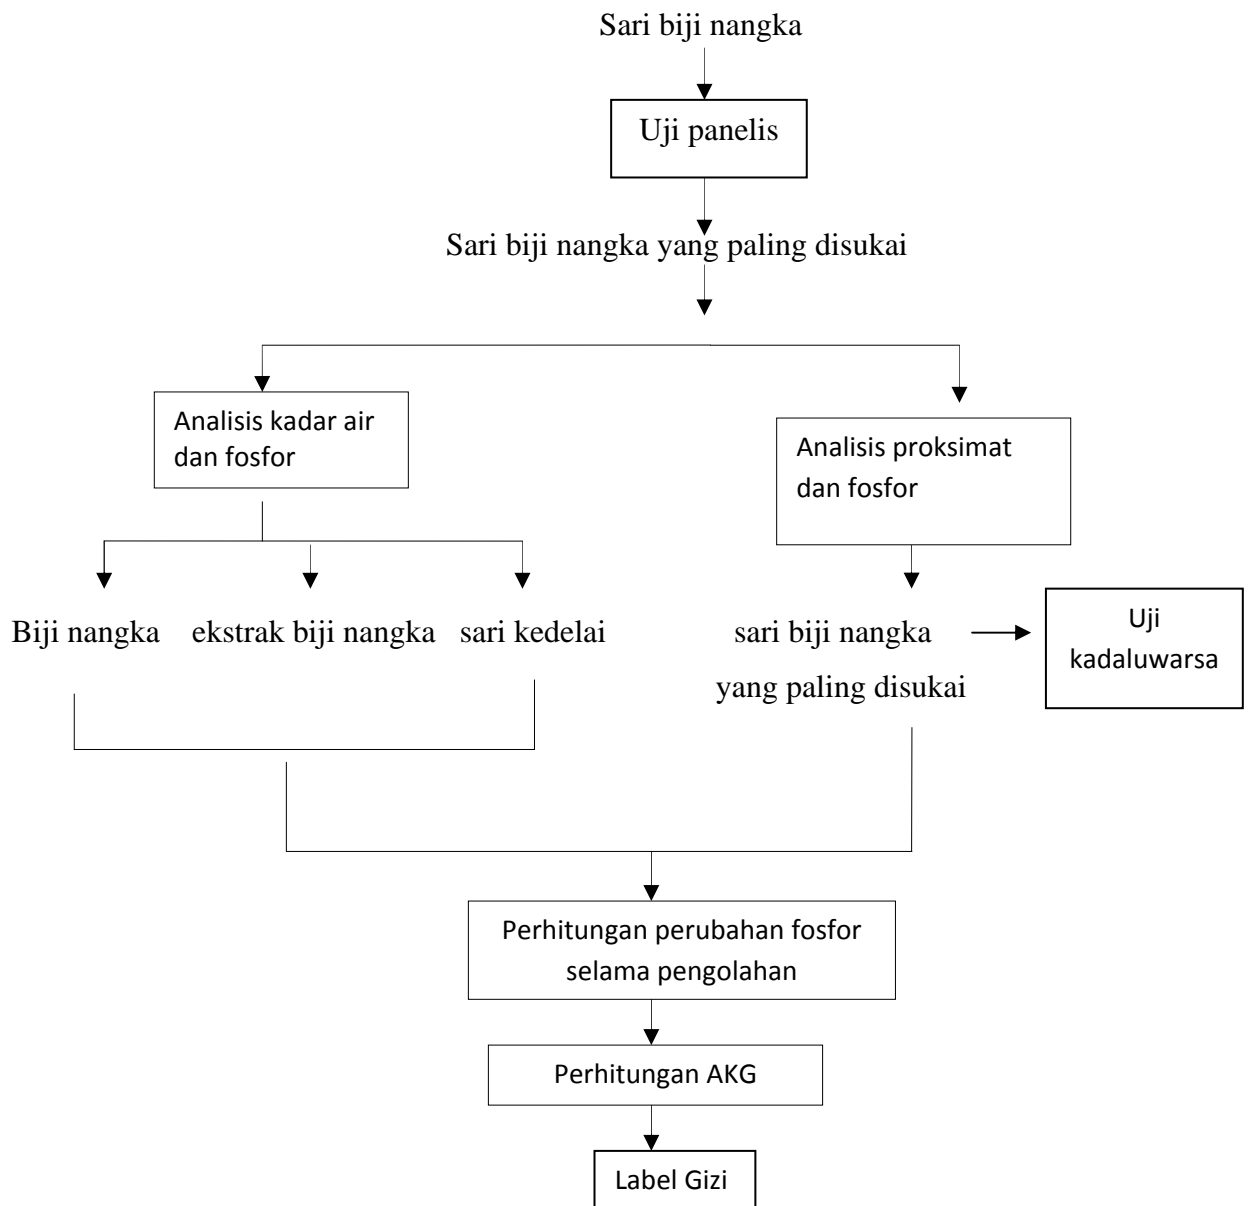 Sari biji nangka
Uji panelis
Sari biji nangka yang paling disukai
Analisis kadar air
dan fosfor
Analisis proksimat
dan fosfor
Biji nangka
ekstrak biji nangka
sari kedelai
sari biji nangka
yang paling disukai
Uji
kadaluwarsa
Perhitungan perubahan fosfor
selama pengolahan
Perhitungan AKG
Label Gizi